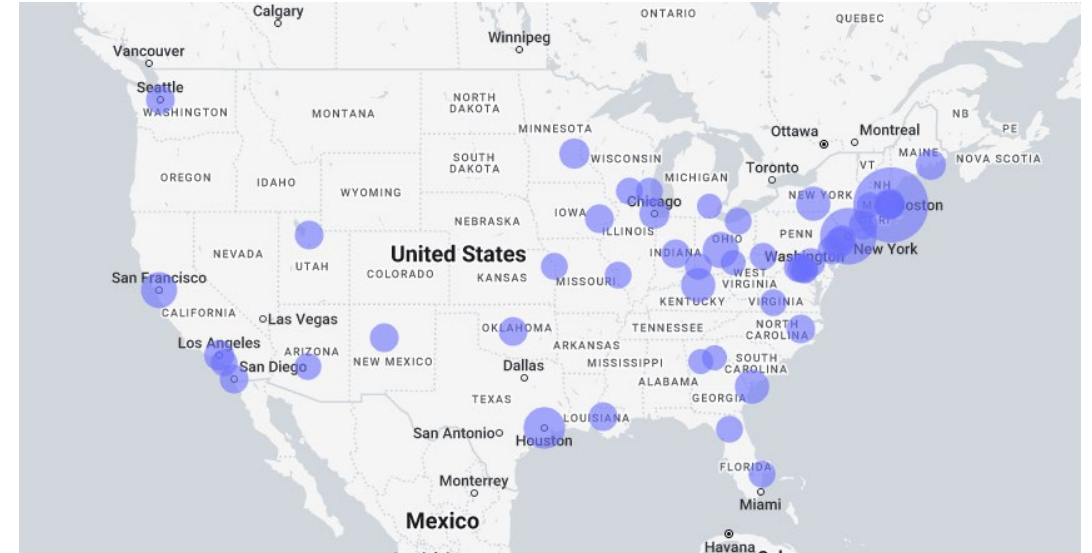 Calgary
ONTARIO
QUEBEC
Winnipeg
Vancouver
Seattle
WASHINGTON
MONTANA
NORTH
DAKOTA
MINNESOTA
Ottawa
Montreal
NB
PE
MAINE
NOVA SCOTIA
VT
NH
Toronto
WISCONSIN
MICHIGAN
SOUTH
DAKOTA
OREGON
IDAHO
WYOMING
NEW YORK
oston
Chicago
IOWA
NEBRASKA
ILLINOIS
PENN
OHIO
New York
NEVADA
UTAH
United States
COLORADO
KANSAS
MISSOURI
INDIANA
Washington
WEST
VIRGINIA
San Francisco
KENTUCKY
VIRGINIA
CALIFORNIA
Las Vegas
Los Angeles
ARIZONA
NEW MEXICO
OKLAHOMA
TENNESSEE
NORTH
CAROLINA
ARKANSAS
San Diego
Dallas
MISSISSIPPI
SOUTH
CAROLINA
ALABAMA
GEORGIA
TEXAS
LOUISIANA
San Antonio
Houston
FLORIDA
Monterrey
Miami
Mexico
Havana